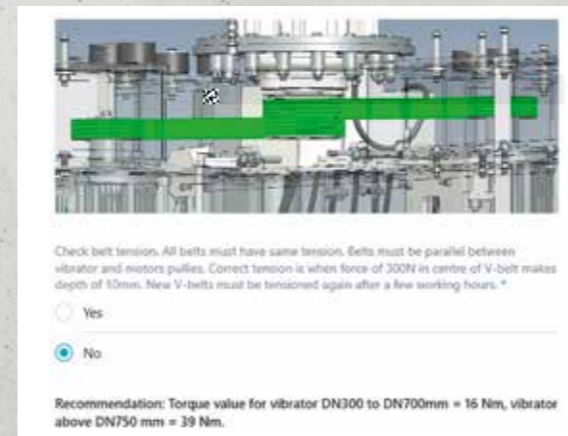 Check belt tension. All belts must have same tension. Belts must be parallel between
vibrator and motors pullies. Correct tension is when force of 300N in centre of V-belt makes
depth of 10mm. New V-belts must be tensioned again after a few working hours. *
Yes
No
Recommendation: Torque value for vibrator DN300 to DN700mm = 16 Nm, vibrator
above DN750 mm = 39 Nm.